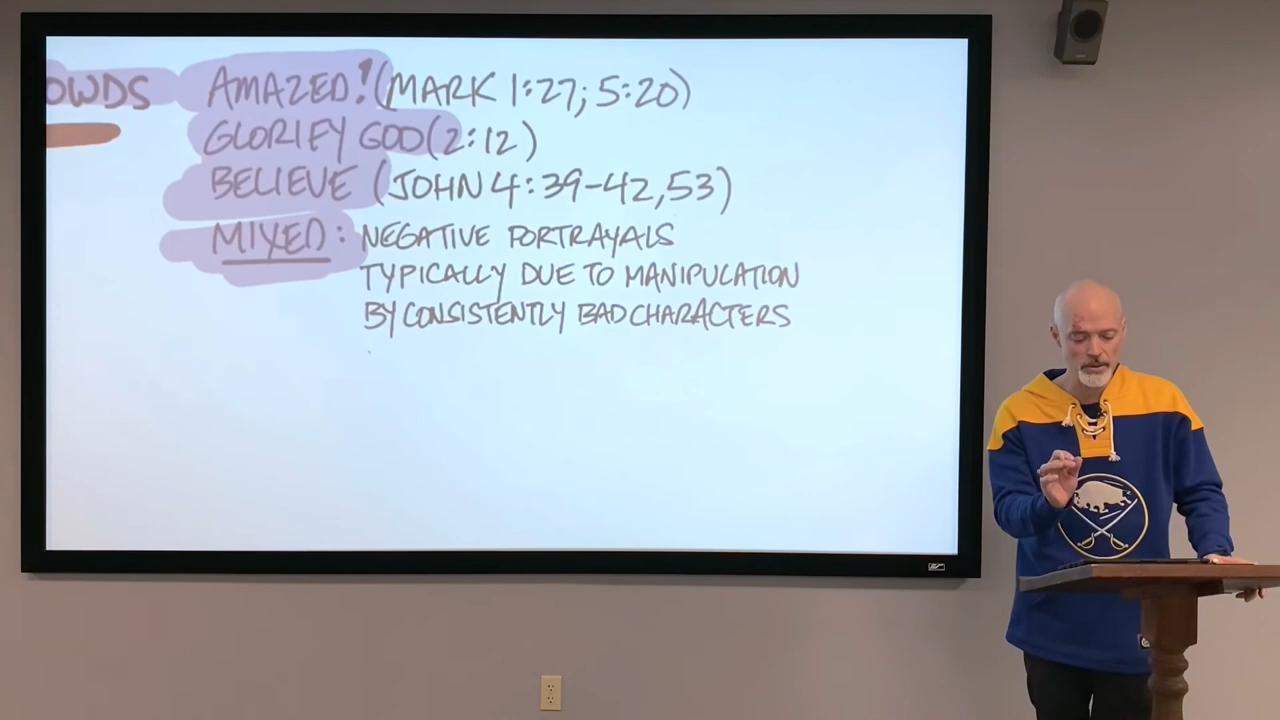 OWDS AMAZED! (MARK 1:27; 5:20)
GLORIFY GOD (2:12)
BELIEVE (JOHN 4:39-42,53)
MIXED: NEGATIVE PORTRAYALS
TYPICALLY DUE TO MANIPULATION
BY CONSISTENTLY BAD CHARACTERS